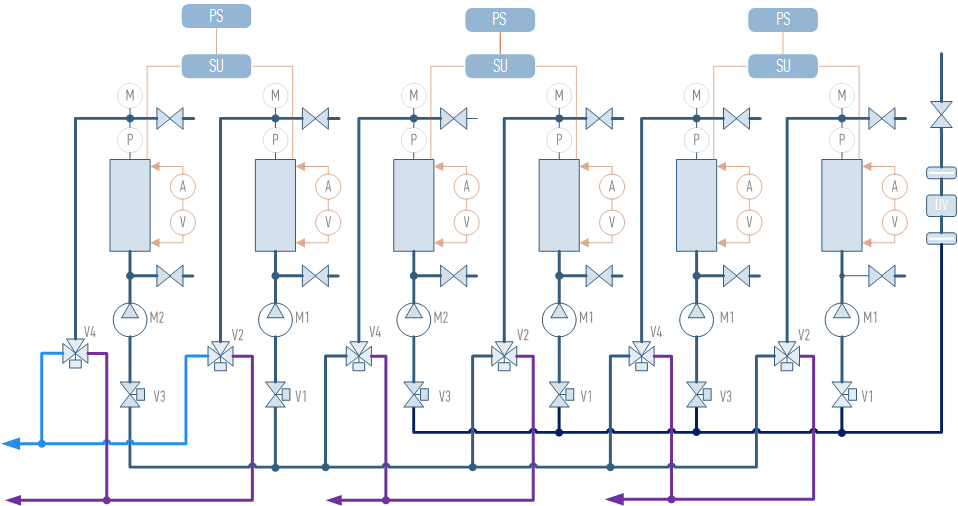 PS PS PS
SU SU SU
M M M M M M
P P P P P P
A A A A A A
UV
V V V V V V
M2 M1 M2 M1 M1 M1
V4 V2 V4 V2 V4 V2
V3 V1 V3 V1 V3 V1